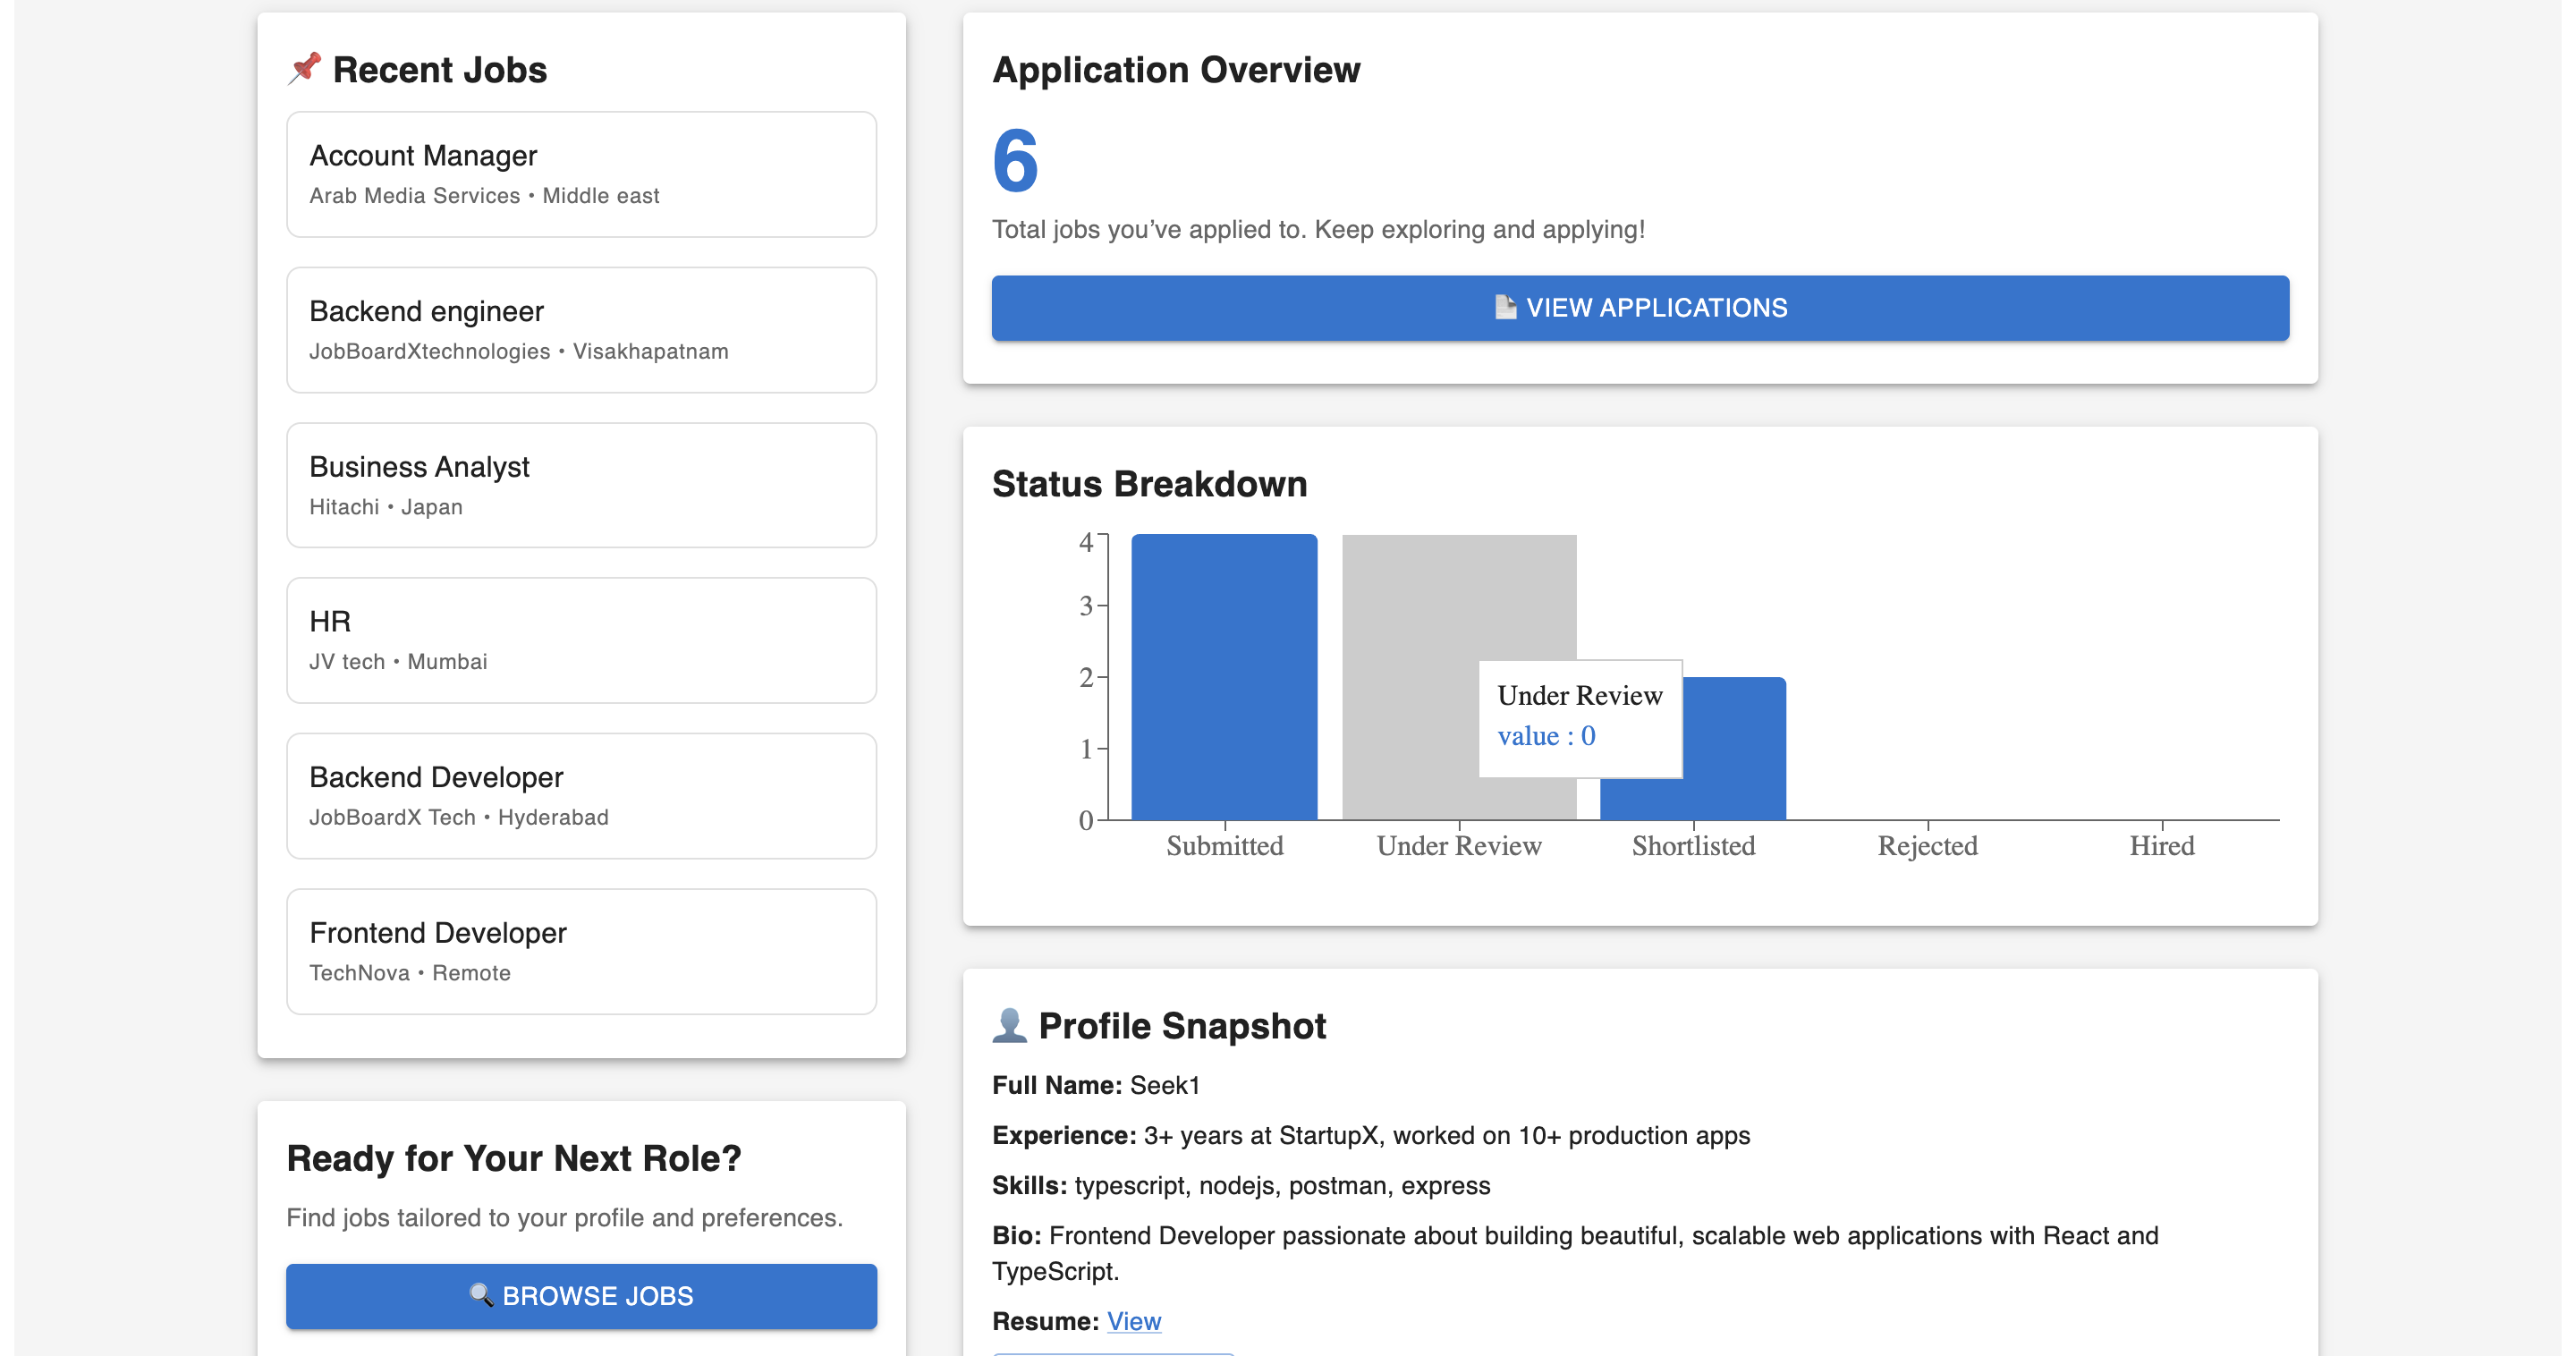 📌 Recent Jobs
Account Manager
Arab Media Services • Middle east
Backend engineer
JobBoardXtechnologies • Visakhapatnam
Business Analyst
Hitachi • Japan
HR
JV tech • Mumbai
Backend Developer
JobBoardX Tech • Hyderabad
Frontend Developer
TechNova • Remote
Ready for Your Next Role?
Find jobs tailored to your profile and preferences.
🔍 BROWSE JOBS
Application Overview
6
Total jobs you’ve applied to. Keep exploring and applying!
📄 VIEW APPLICATIONS
Status Breakdown
4
3
2
1
0
Under Review
value : 0
Submitted Under Review Shortlisted Rejected Hired
👤 Profile Snapshot
Full Name: Seek1
Experience: 3+ years at StartupX, worked on 10+ production apps
Skills: typescript, nodejs, postman, express
Bio: Frontend Developer passionate about building beautiful, scalable web applications with React and
TypeScript.
Resume: View